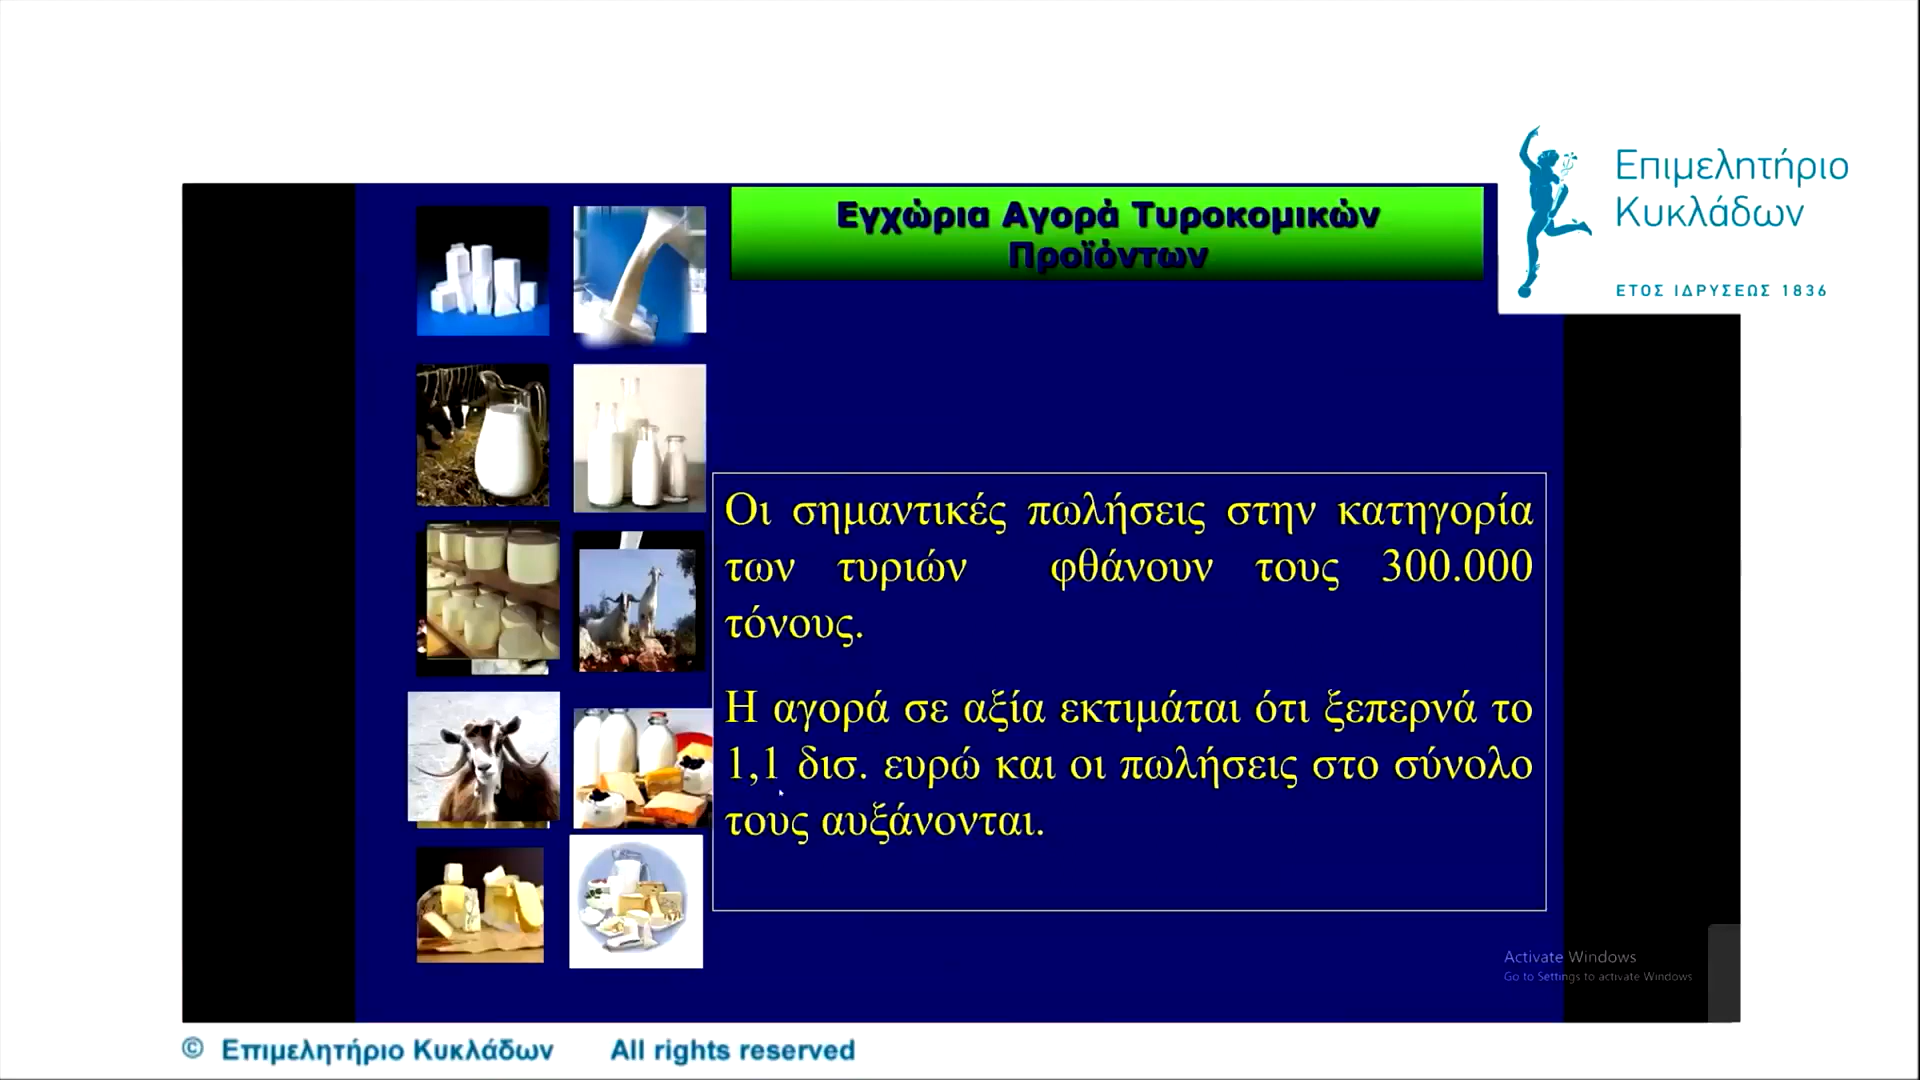 Επιμελητήριο
Κυκλάδων
ΕΤΟΣ ΙΔΡΥΣΕΩΣ 1836
Εγχώρια Αγορά Τυροκομικών
Προϊόντων
Οι σημαντικές πωλήσεις στην κατηγορία
των τυριών φθάνουν τους 300.000
τόνους.
Η αγορά σε αξία εκτιμάται ότι ξεπερνά το
1,1 δισ. ευρώ και οι πωλήσεις στο σύνολο
τους αυξάνονται.
Activate Windows
Go to Settings to activate Windows
© Επιμελητήριο Κυκλάδων All rights reserved